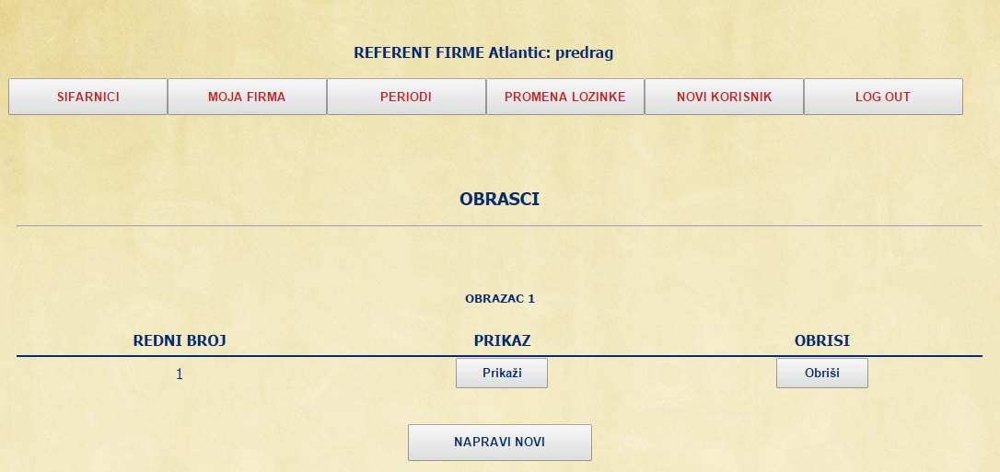 REFERENT FIRME Atlantic: predrag
SIFARNICI MOJA FIRMA PERIODI PROMENA LOZINKE NOVI KORISNIK LOG OUT
OBRASCI
OBRAZAC 1
REDNI BROJ PRIKAZ OBRISI
1 Prikaži Obriši
NAPRAVI NOVI